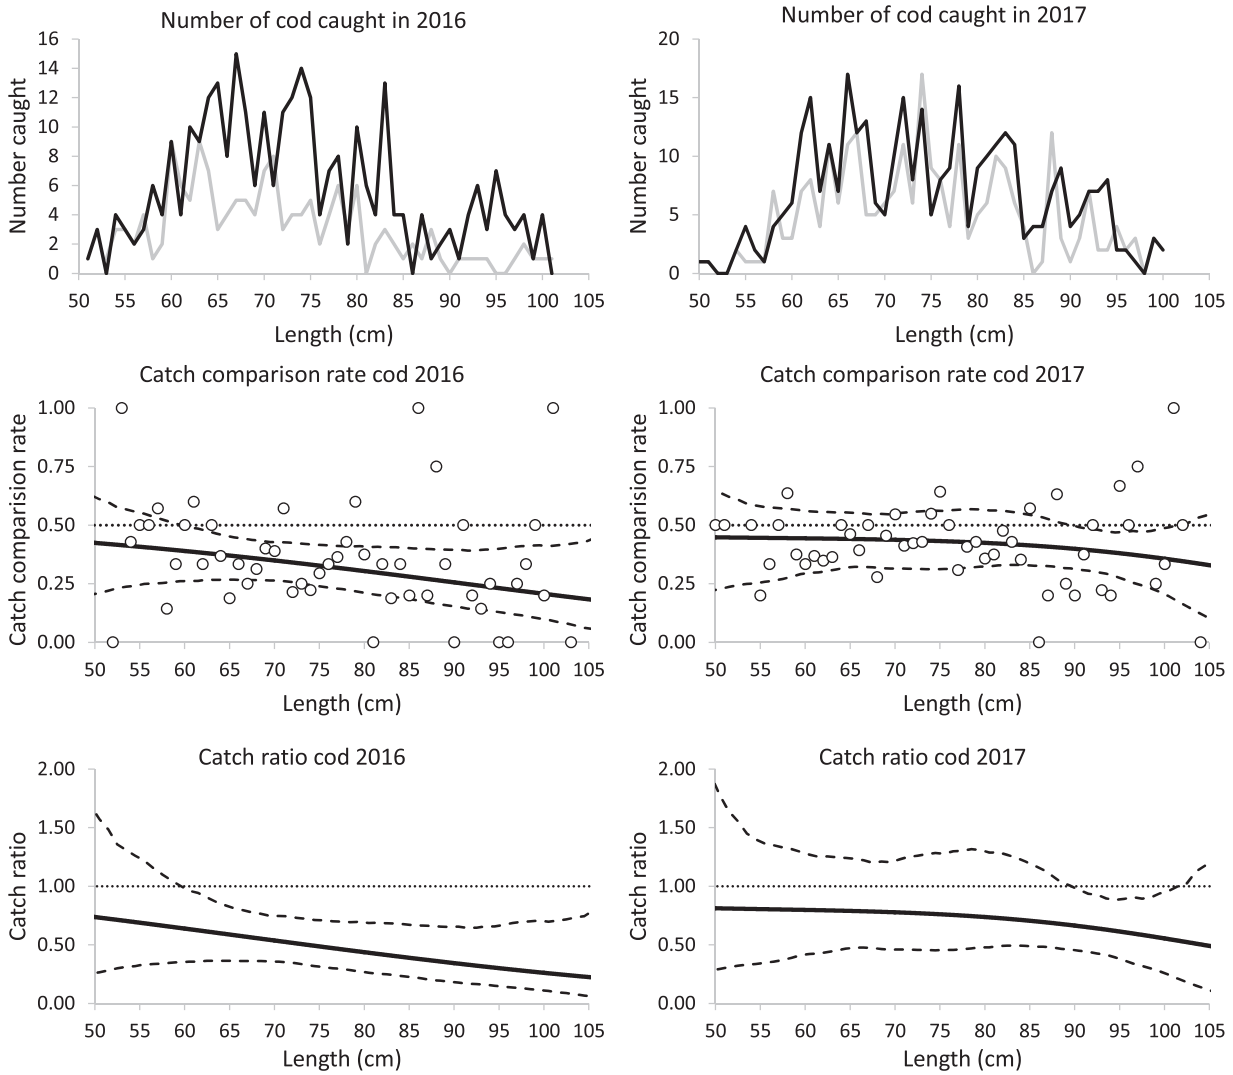 Number of cod caught in 2016
Number caught
16
14
12
10
8
6
4
2
0
50 55 60 65 70 75 80 85 90 95 100 105
Length (cm)
Number of cod caught in 2017
Number caught
20
15
10
5
0
50 55 60 65 70 75 80 85 90 95 100 105
Length (cm)
Catch comparison rate cod 2016
Catch comparision rate
1.00
0.75
0.50
0.25
0.00
50 55 60 65 70 75 80 85 90 95 100 105
Length (cm)
Catch comparison rate cod 2017
Catch comparision rate
1.00
0.75
0.50
0.25
0.00
50 55 60 65 70 75 80 85 90 95 100 105
Length (cm)
Catch ratio cod 2016
Catch ratio
2.00
1.50
1.00
0.50
0.00
50 55 60 65 70 75 80 85 90 95 100 105
Length (cm)
Catch ratio cod 2017
Catch ratio
2.00
1.50
1.00
0.50
0.00
50 55 60 65 70 75 80 85 90 95 100 105
Length (cm)